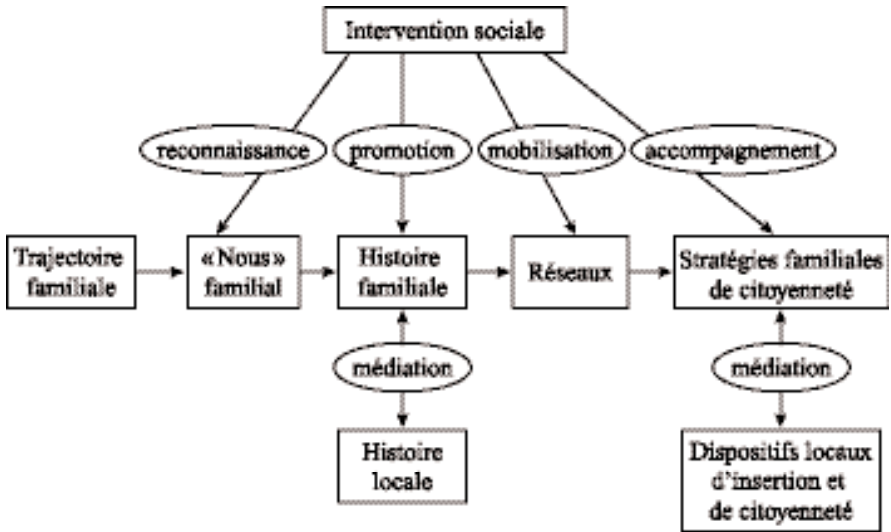 Intervention sociale
reconnaissance
promotion
mobilisation
accompagnement
Trajectoire
familiale
«Nous»
familial
Histoire
familiale
Réseaux
Stratégies familiales
de citoyenneté
médiation
médiation
Histoire
locale
Dispositifs locaux
d'insertion et
de citoyenneté